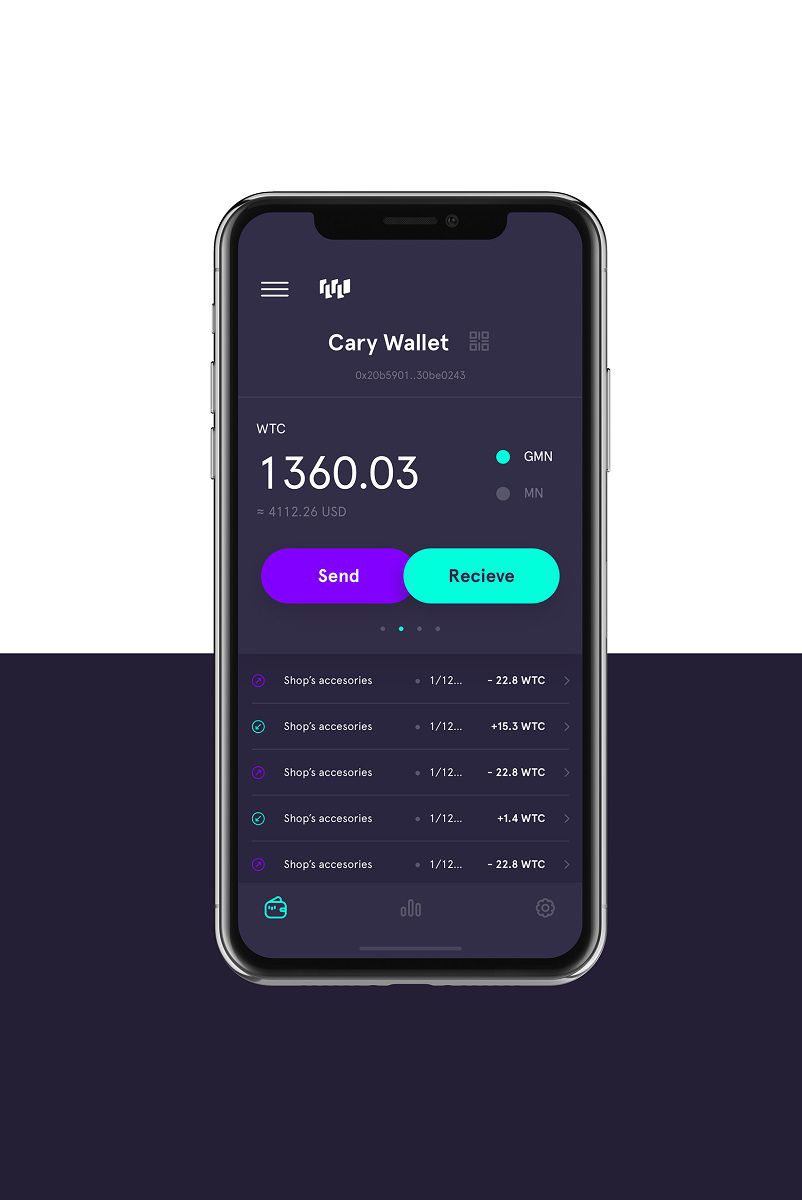 Cary Wallet
0x20b5901..30be0243
WTC
1360.03
GMN
MN
≈ 4112.26 USD
Send
Recieve
Shop's accesories 1/12... - 22.8 WTC
Shop's accesories 1/12... +15.3 WTC
Shop's accesories 1/12... - 22.8 WTC
Shop's accesories 1/12... +1.4 WTC
Shop's accesories 1/12... - 22.8 WTC